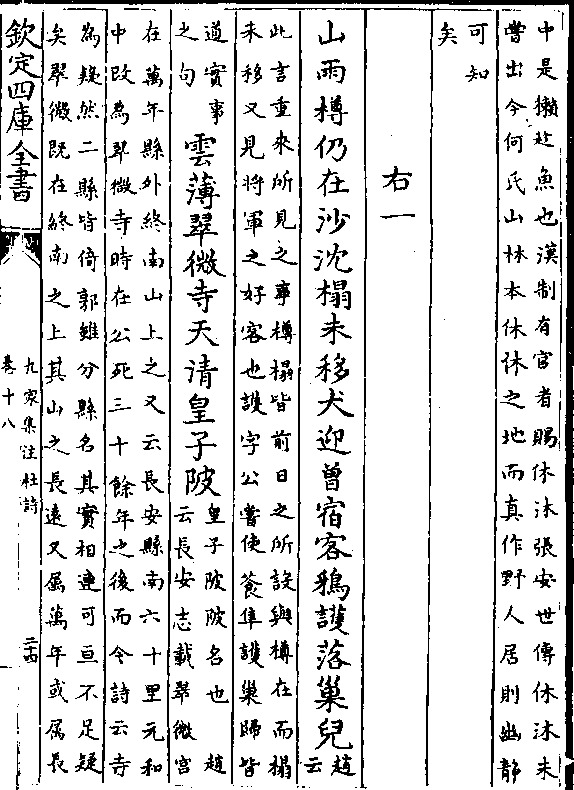 中是獺趂魚也漢制有官者賜休沐張安世傳休沐未
嘗出今何氏山林本休休之地而真作野人居則幽靜
可知
矣
右一
山雨樽仍在沙沈榻未移犬迎曽宿客鵶護落巢兒趙
云
此言重來所見之事樽榻皆前日之所設與樽在而榻
未移又見將軍之好客也護字公嘗使養隼護巢歸皆
道實事
之句
雲薄翠微寺天清皇子陂皇子陂陂名也 趙
云長安志載翠微宫
在萬年縣外終南山上之又云長安縣南六十里元和
中改為翠微寺時在公死三十餘年之後而今詩云寺
為疑然二縣皆倚郭雖分縣名其實相連可亘不足疑
矣翠微既在終南之上其山之長遠又属萬年或属長
欽定四庫全書
九家集注杜詩
卷十八
二十四